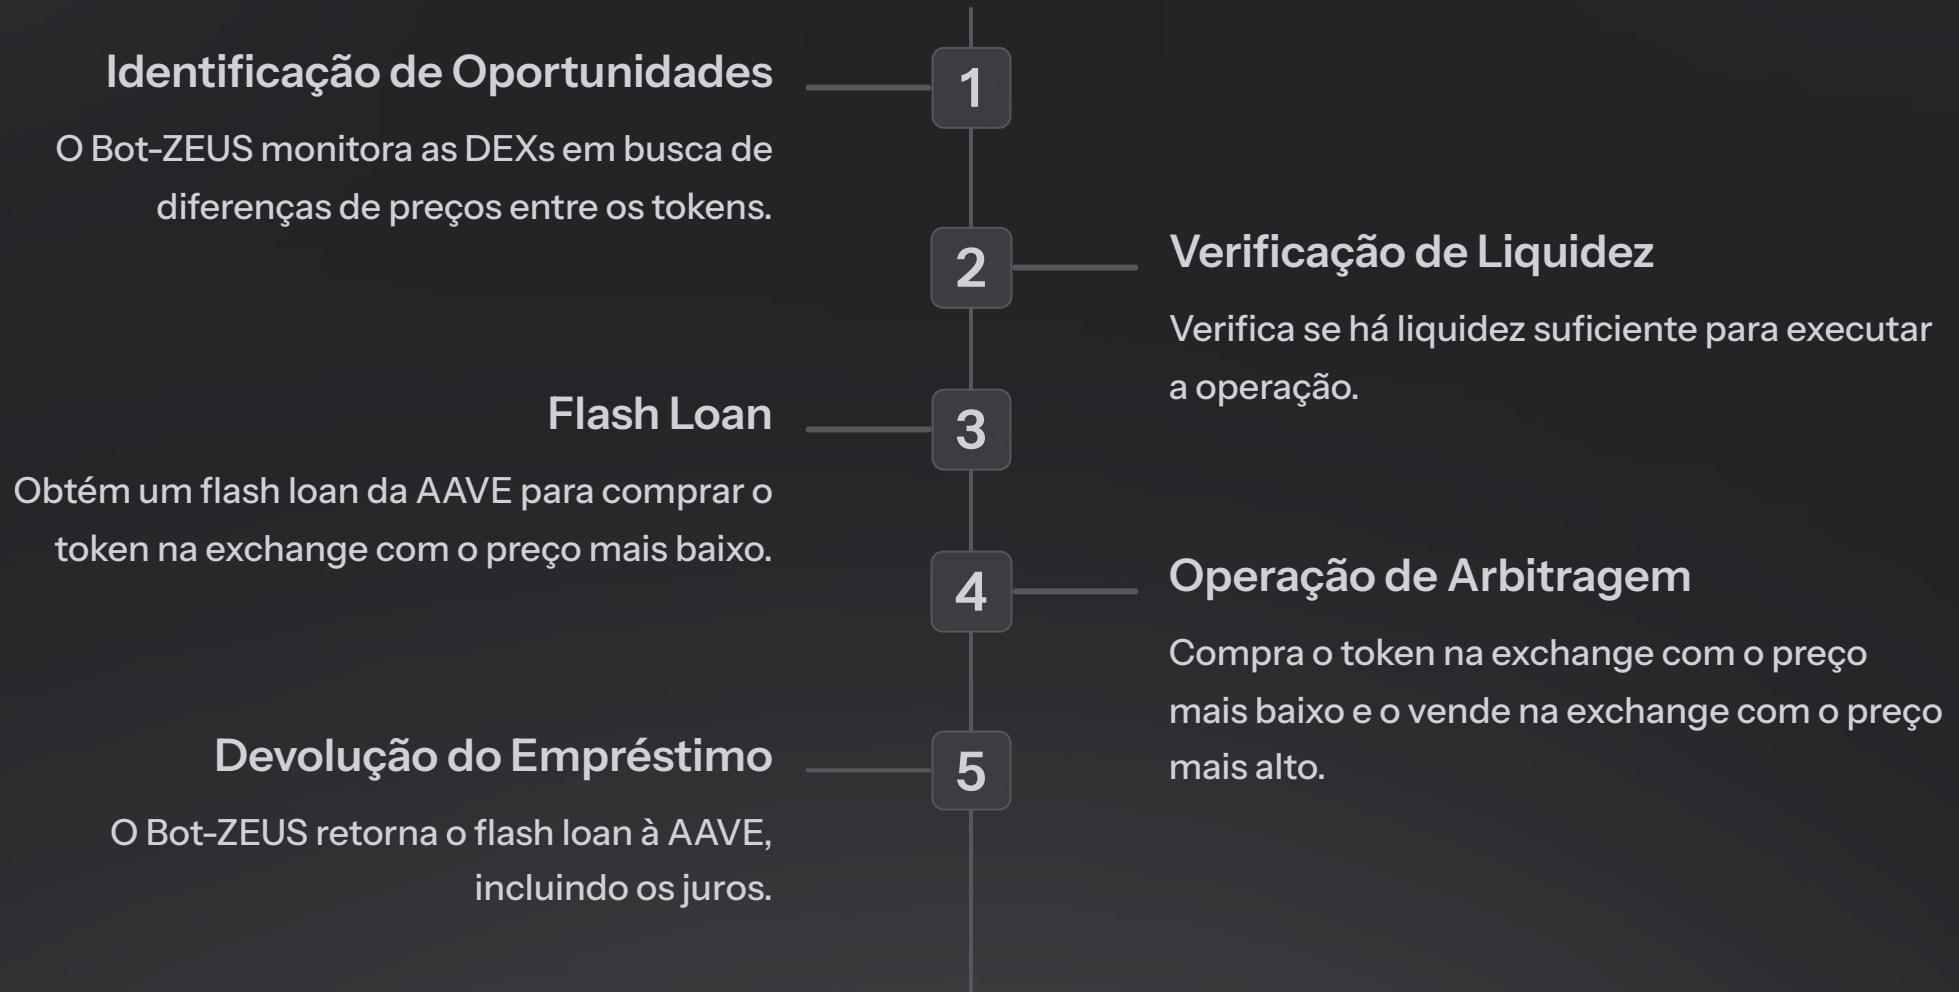 Identificação de Oportunidades
1
O Bot-ZEUS monitora as DEXs em busca de
diferenças de preços entre os tokens.
2
Verificação de Liquidez
Verifica se há liquidez suficiente para executar
a operação.
Flash Loan
3
Obtém um flash loan da AAVE para comprar o
token na exchange com o preço mais baixo.
4
Operação de Arbitragem
Compra o token na exchange com o preço
mais baixo e o vende na exchange com o preço
mais alto.
Devolução do Empréstimo
5
O Bot-ZEUS retorna o flash loan à AAVE,
incluindo os juros.